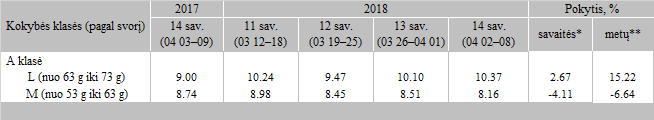 Kokybės klasės (pagal svorį) 2017 2018 Pokytis, %
14 sav. (04 03–09) 11 sav. (03 12–18) 12 sav. (03 19–25) 13 sav. (03 26–04 01) 14 sav. (04 02–08) savaitės* metų**
A klasė
L (nuo 63 g iki 73 g) 9.00 10.24 9.47 10.10 10.37 2.67 15.22
M (nuo 53 g iki 63 g) 8.74 8.98 8.45 8.51 8.16 -4.11 -6.64